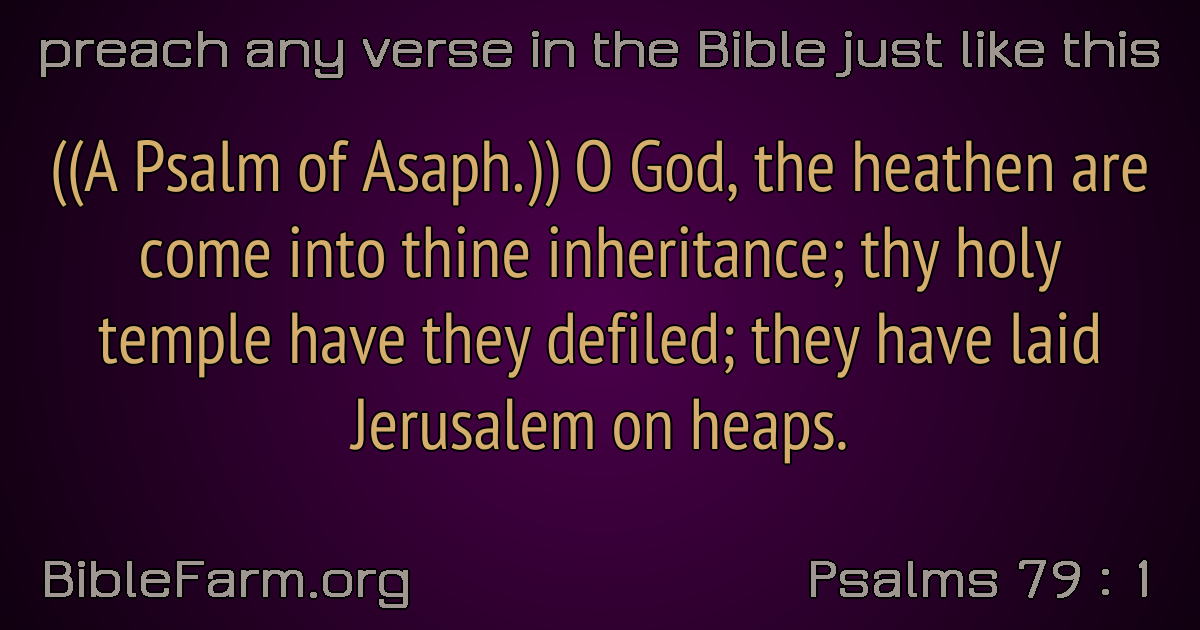 preach any verse in the Bible just like this
((A Psalm of Asaph.)) O God, the heathen are
come into thine inheritance; thy holy
temple have they defiled; they have laid
Jerusalem on heaps.
BibleFarm.org
Psalms 79 : 1